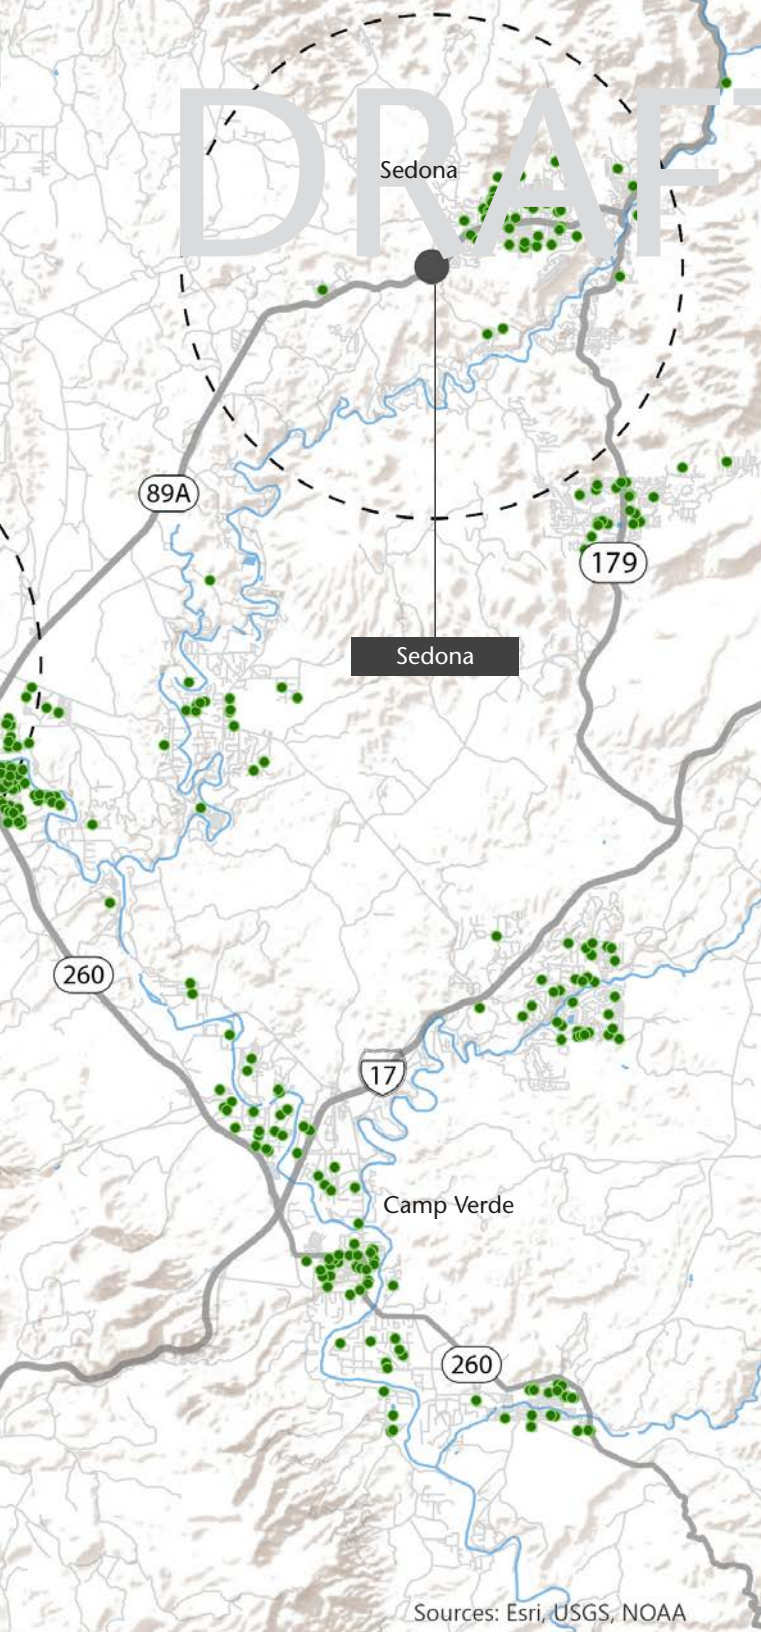 DRAFT
Sedona
89A
179
Sedona
260
17
Camp Verde
260
Sources: Esri, USGS, NOAA